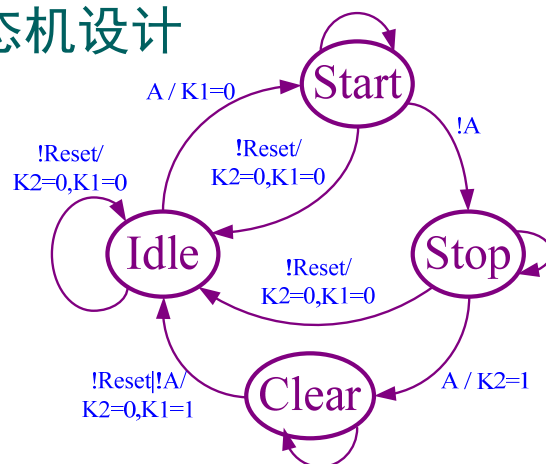 态机设计
Start
A / K1=0
!A
!Reset/
K2=0,K1=0
!Reset/
K2=0,K1=0
Idle
Stop
!Reset/
K2=0,K1=0
!Reset|!A/
K2=0,K1=1
Clear
A / K2=1